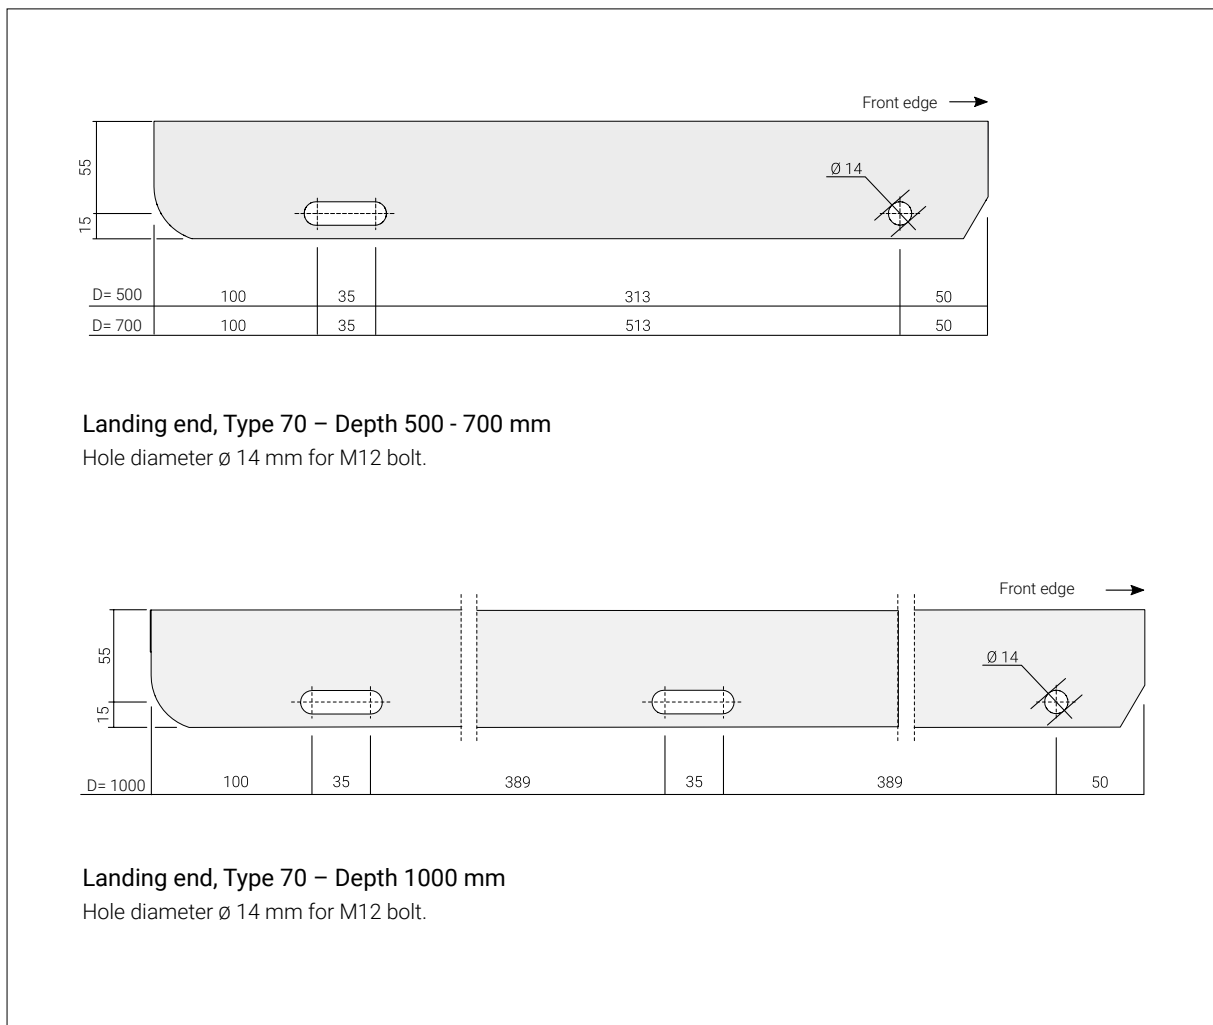 Front edge
Ø 14
55
15
D= 500 100 35 313 50
D= 700 100 35 513 50
Landing end, Type 70 – Depth 500 - 700 mm
Hole diameter ø 14 mm for M12 bolt.
Front edge
Ø 14
55
15
D= 1000 100 35 389 35 389 50
Landing end, Type 70 – Depth 1000 mm
Hole diameter ø 14 mm for M12 bolt.